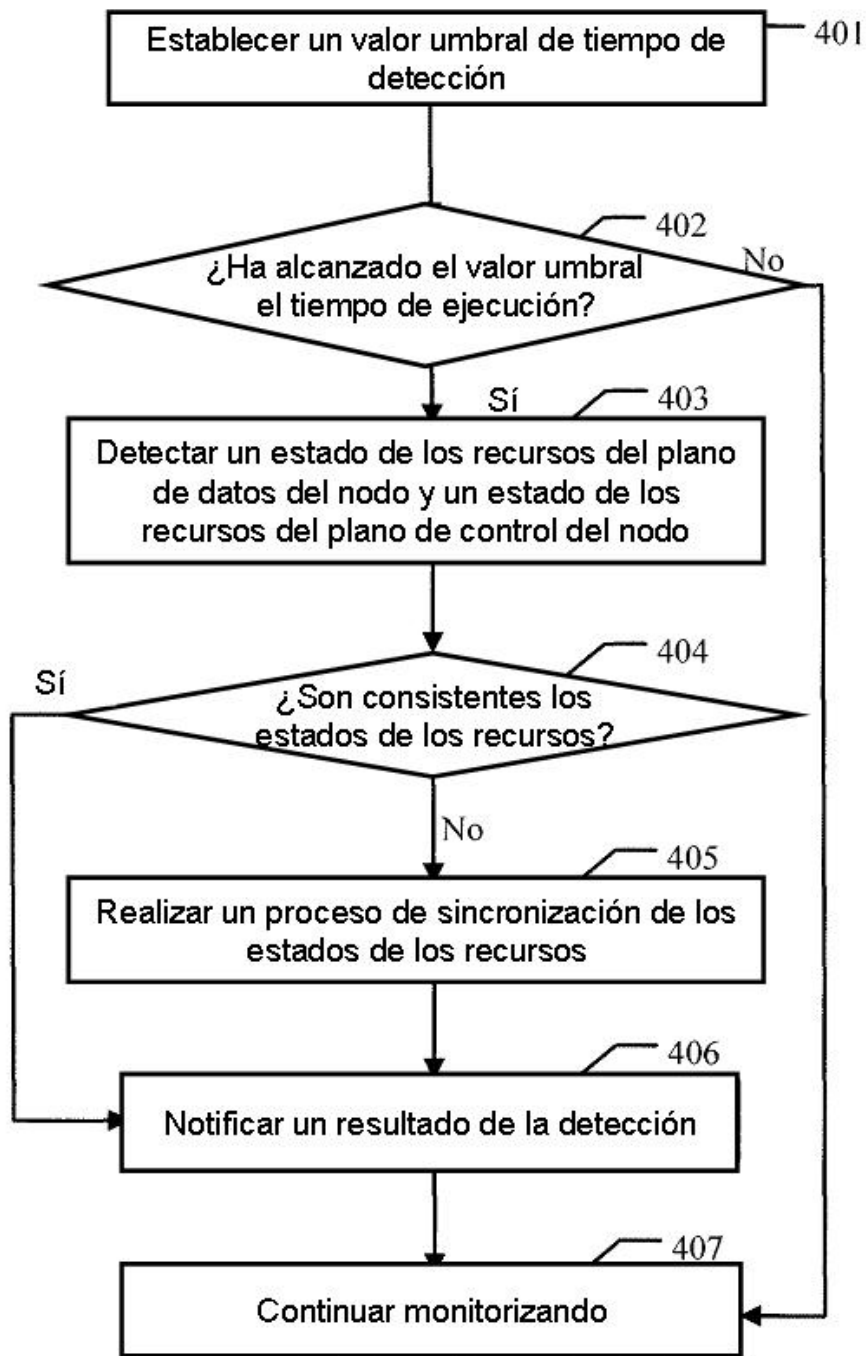 Establecer un valor umbral de tiempo de
detección
401
402
¿Ha alcanzado el valor umbral
el tiempo de ejecución?
No
Sí
403
Detectar un estado de los recursos del plano
de datos del nodo y un estado de los
recursos del plano de control del nodo
404
Sí
¿Son consistentes los
estados de los recursos?
No
405
Realizar un proceso de sincronización de los
estados de los recursos
406
Notificar un resultado de la detección
407
Continuar monitorizando